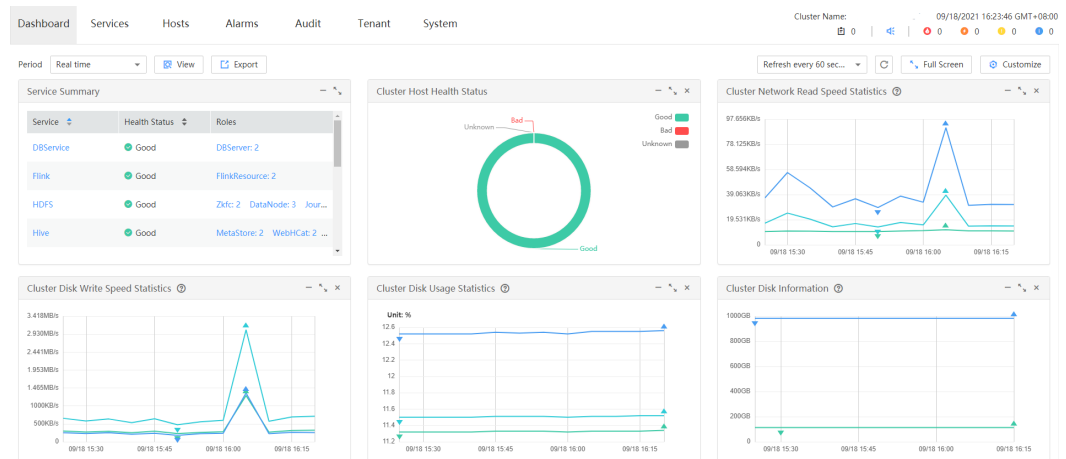 Dashboard Services Hosts Alarms Audit Tenant System
Cluster Name: 09/18/2021 16:23:46 GMT+08:00
0 0 0 0 0
Period Real time View Export Refresh every 60 sec... Full Screen Customize
Service Summary
Service Health Status Roles
DBService Good DBServer: 2
Flink Good FlinkResource: 2
HDFS Good Zkfc: 2 DataNode: 3 Jour...
Hive Good MetaStore: 2 WebHCat: 2 ...
Cluster Host Health Status
Bad
Unknown
Good
Good
Bad
Unknown
Cluster Network Read Speed Statistics
97.656KB/s
78.125KB/s
58.594KB/s
39.063KB/s
19.531KB/s
0
09/18 15:30 09/18 15:45 09/18 16:00 09/18 16:15
Cluster Disk Write Speed Statistics
3.418MB/s
2.930MB/s
2.441MB/s
1.953MB/s
1.465MB/s
1000KB/s
500KB/s
0
09/18 15:30 09/18 15:45 09/18 16:00 09/18 16:15
Cluster Disk Usage Statistics
Unit: %
12.6
12.4
12.2
12
11.8
11.6
11.4
11.2
09/18 15:30 09/18 15:45 09/18 16:00 09/18 16:15
Cluster Disk Information
1000GB
800GB
600GB
400GB
200GB
0
09/18 15:30 09/18 15:45 09/18 16:00 09/18 16:15